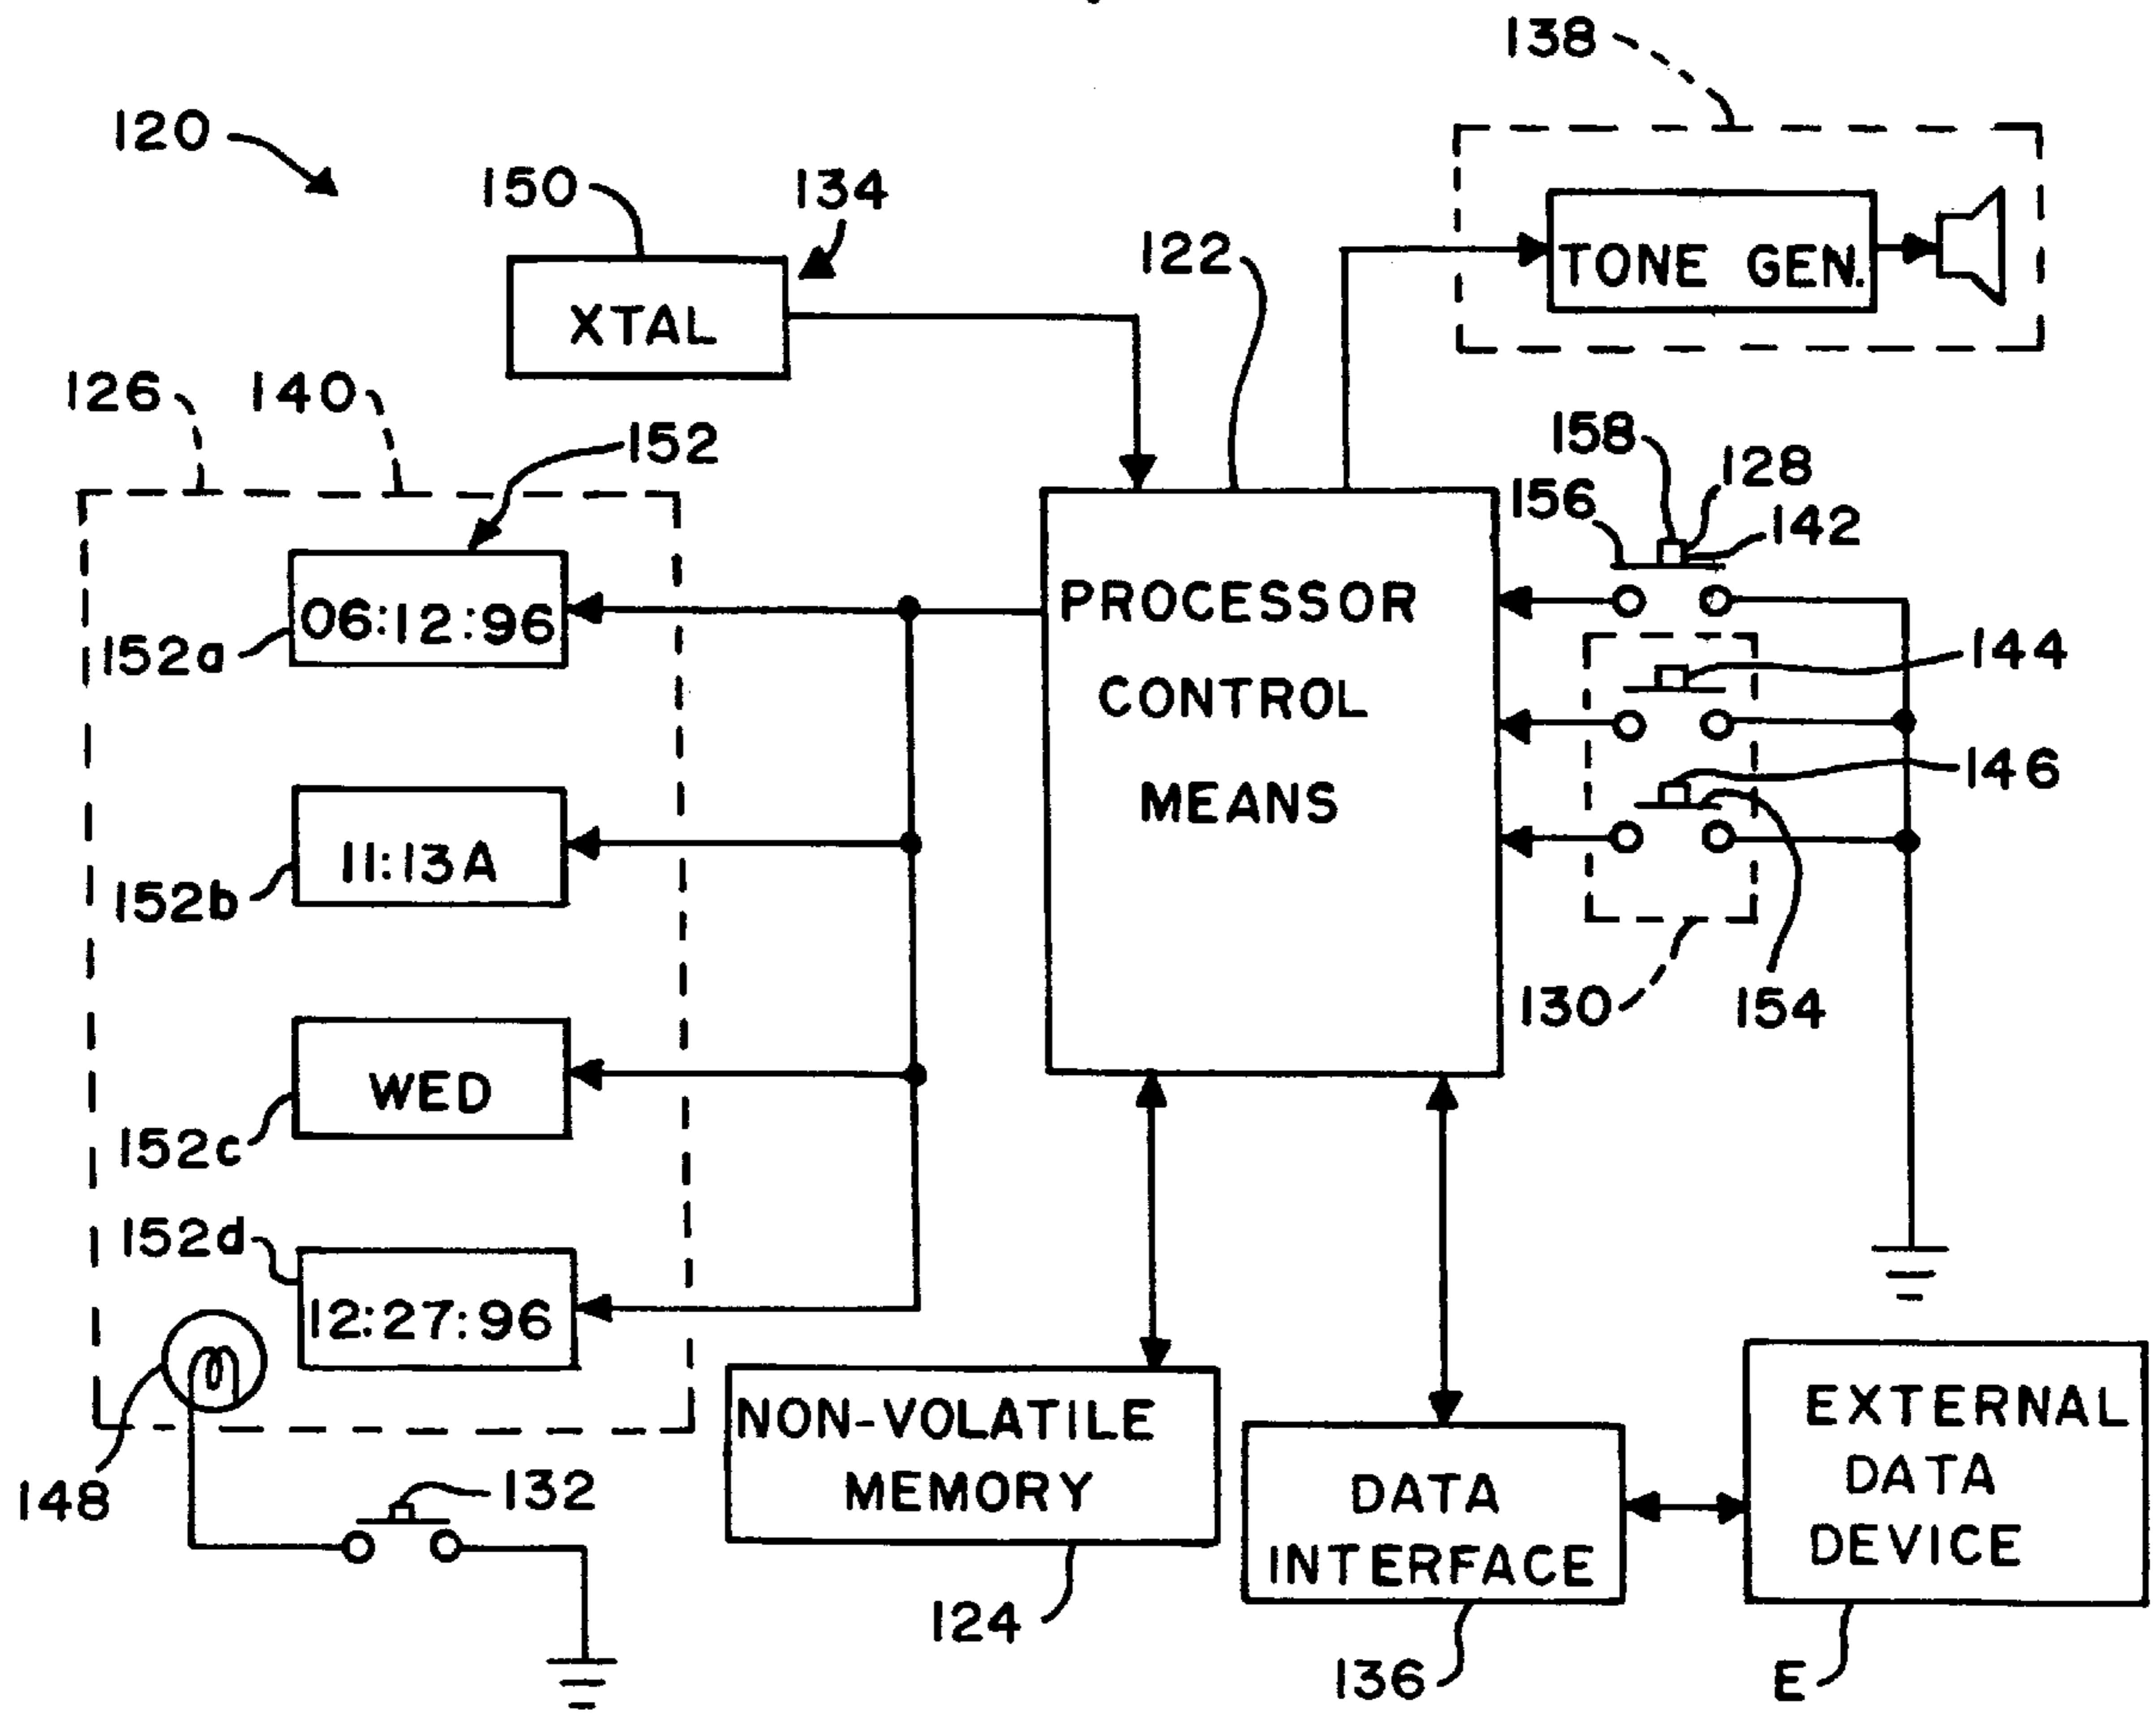 138
120
150
134
122
XTAL
TONE GEN.
126
140
152
158
128
156
142
06:12:96
152a
PROCESSOR
CONTROL
MEANS
144
146
11:13A
152b
130
154
WED
152c
152d
12:27:96
148
132
NON-VOLATILE
MEMORY
124
DATA
INTERFACE
136
EXTERNAL
DATA
DEVICE
E